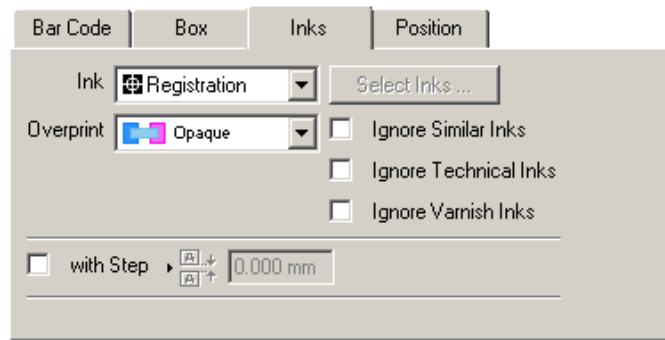 Bar Code Box Inks Position
Ink Registration Select Inks ...
Overprint Opaque Ignore Similar Inks
Ignore Technical Inks
Ignore Varnish Inks
with Step A A 0.000 mm